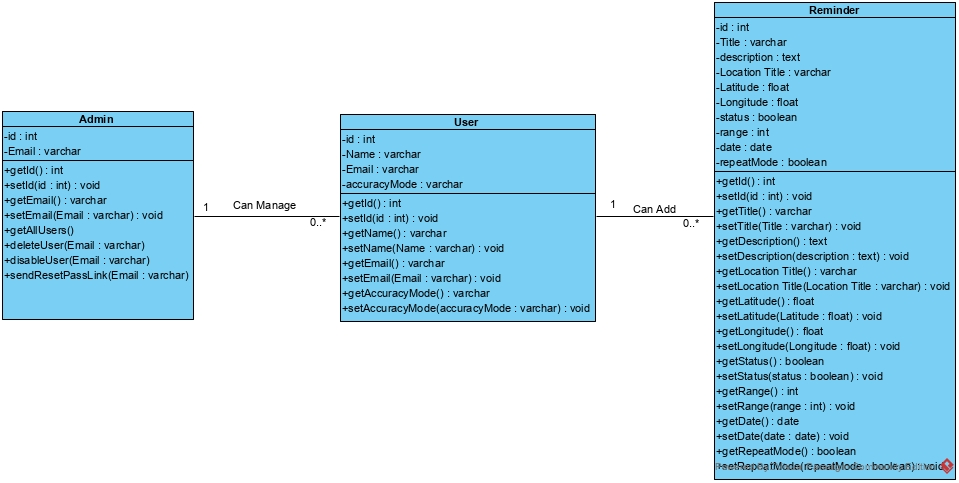 Admin
-id : int
-Email : varchar
+getId() : int
+setId(id : int) : void
+getEmail() : varchar
+setEmail(Email : varchar) : void
+getAllUsers()
+deleteUser(Email : varchar)
+disableUser(Email : varchar)
+sendResetPassLink(Email : varchar)
1
Can Manage
0..*
User
-id : int
-Name : varchar
-Email : varchar
-accuracyMode : varchar
+getId() : int
+setId(id : int) : void
+getName() : varchar
+setName(Name : varchar) : void
+getEmail() : varchar
+setEmail(Email : varchar) : void
+getAccuracyMode() : varchar
+setAccuracyMode(accuracyMode : varchar) : void
1
Can Add
0..*
Reminder
-id : int
-Title : varchar
-description : text
-Location Title : varchar
-Latitude : float
-Longitude : float
-status : boolean
-range : int
-date : date
-repeatMode : boolean
+getId() : int
+setId(id : int) : void
+getTitle() : varchar
+setTitle(Title : varchar) : void
+getDescription() : text
+setDescription(description : text) : void
+getLocation Title() : varchar
+setLocation Title(Location Title : varchar) : void
+getLatitude() : float
+setLatitude(Latitude : float) : void
+getLongitude() : float
+setLongitude(Longitude : float) : void
+getStatus() : boolean
+setStatus(status : boolean) : void
+getRange() : int
+setRange(range : int) : void
+getDate() : date
+setDate(date : date) : void
+getRepeatMode() : boolean
+setRepeatMode(repeatMode : boolean) : void